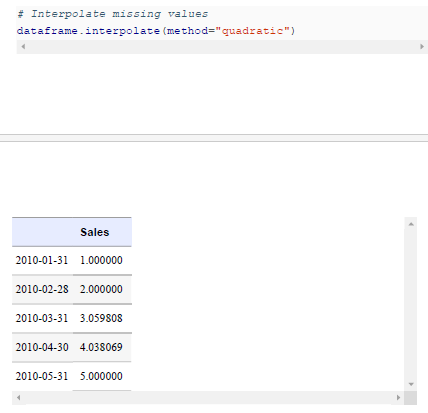 # Interpolate missing values
dataframe.interpolate(method="quadratic")
Sales
2010-01-31 1.000000
2010-02-28 2.000000
2010-03-31 3.059808
2010-04-30 4.038069
2010-05-31 5.000000